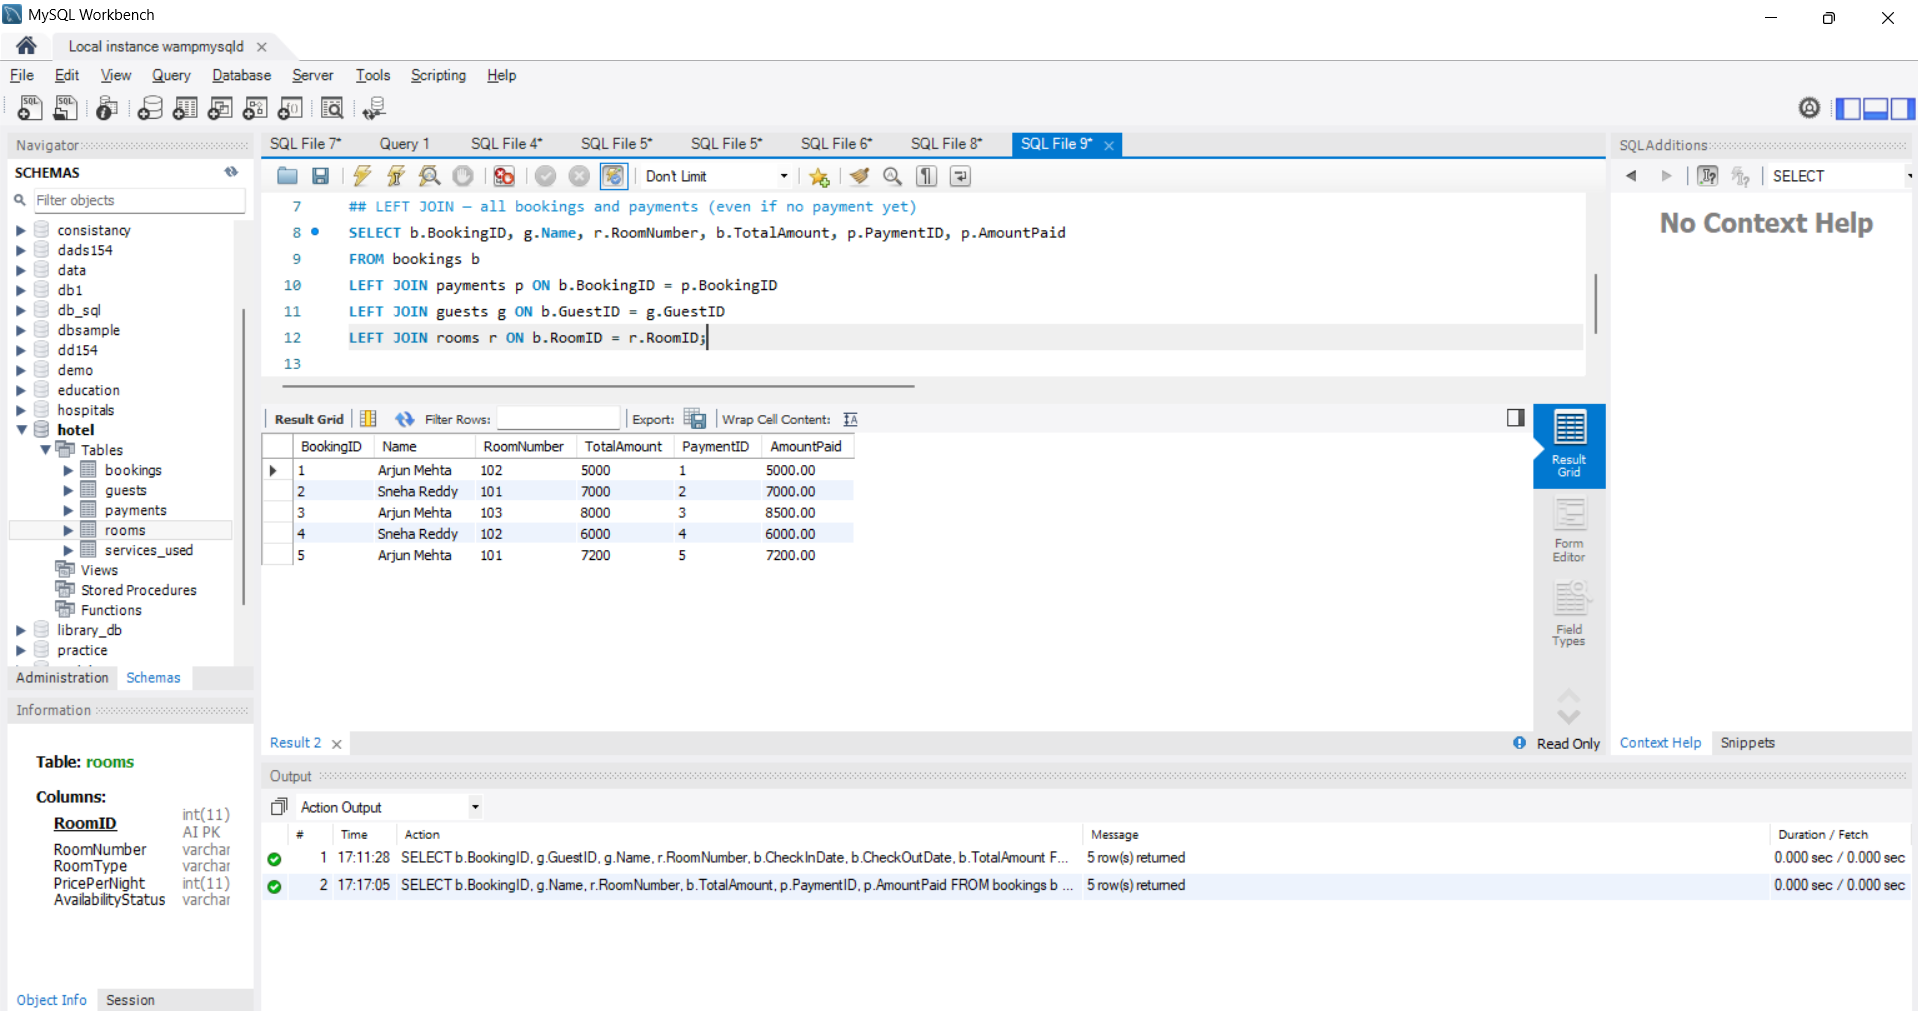 MySQL Workbench
Local instance wampmysqld
File Edit View Query Database Server Tools Scripting Help
Navigator
SCHEMAS
Filter objects
consistancy
dads154
data
db1
db_sql
dbsample
dd154
demo
education
hospitals
hotel
Tables
bookings
guests
payments
rooms
services_used
Views
Stored Procedures
Functions
library_db
practice
Administration Schemas
Information
Table: rooms
Columns:
RoomID int(11) AI PK
RoomNumber varchar
RoomType varchar
PricePerNight int(11)
AvailabilityStatus varchar
Object Info Session
SQL File 7* Query 1 SQL File 4* SQL File 5* SQL File 5* SQL File 6* SQL File 8* SQL File 9*
Don't Limit
7 ## LEFT JOIN – all bookings and payments (even if no payment yet)
8 SELECT b.BookingID, g.Name, r.RoomNumber, b.TotalAmount, p.PaymentID, p.AmountPaid
9 FROM bookings b
10 LEFT JOIN payments p ON b.BookingID = p.BookingID
11 LEFT JOIN guests g ON b.GuestID = g.GuestID
12 LEFT JOIN rooms r ON b.RoomID = r.RoomID;
13
Result Grid Filter Rows: Export: Wrap Cell Content:
BookingID Name RoomNumber TotalAmount PaymentID AmountPaid
1 Arjun Mehta 102 5000 1 5000.00
2 Sneha Reddy 101 7000 2 7000.00
3 Arjun Mehta 103 8000 3 8500.00
4 Sneha Reddy 102 6000 4 6000.00
5 Arjun Mehta 101 7200 5 7200.00
Result Grid
Form Editor
Field Types
Result 2 Read Only
Output
Action Output
# Time Action Message Duration / Fetch
1 17:11:28 SELECT b.BookingID, g.GuestID, g.Name, r.RoomNumber, b.CheckInDate, b.CheckOutDate, b.TotalAmount F... 5 row(s) returned 0.000 sec / 0.000 sec
2 17:17:05 SELECT b.BookingID, g.Name, r.RoomNumber, b.TotalAmount, p.PaymentID, p.AmountPaid FROM bookings b ... 5 row(s) returned 0.000 sec / 0.000 sec
SQLAdditions
SELECT
No Context Help
Context Help Snippets